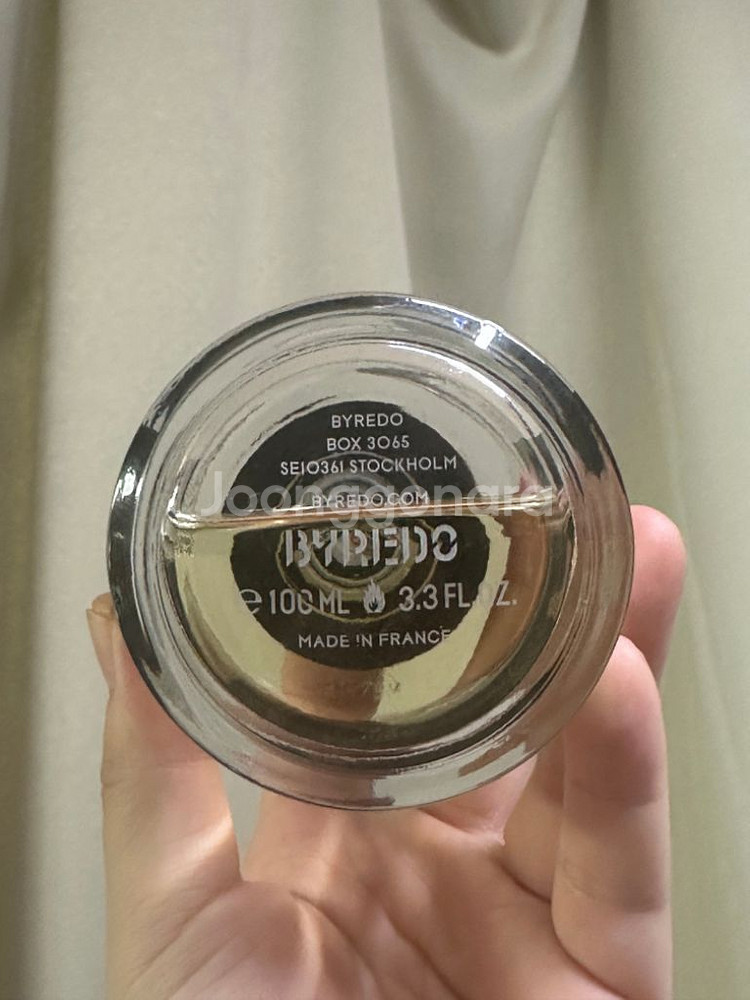 BYREDO
BOX 3065
SE10361 STOCKHOLM
BYREDO.COM
Joonggonara
BYREDO
℮ 100 ML 3.3 FL. OZ.
MADE IN FRANCE